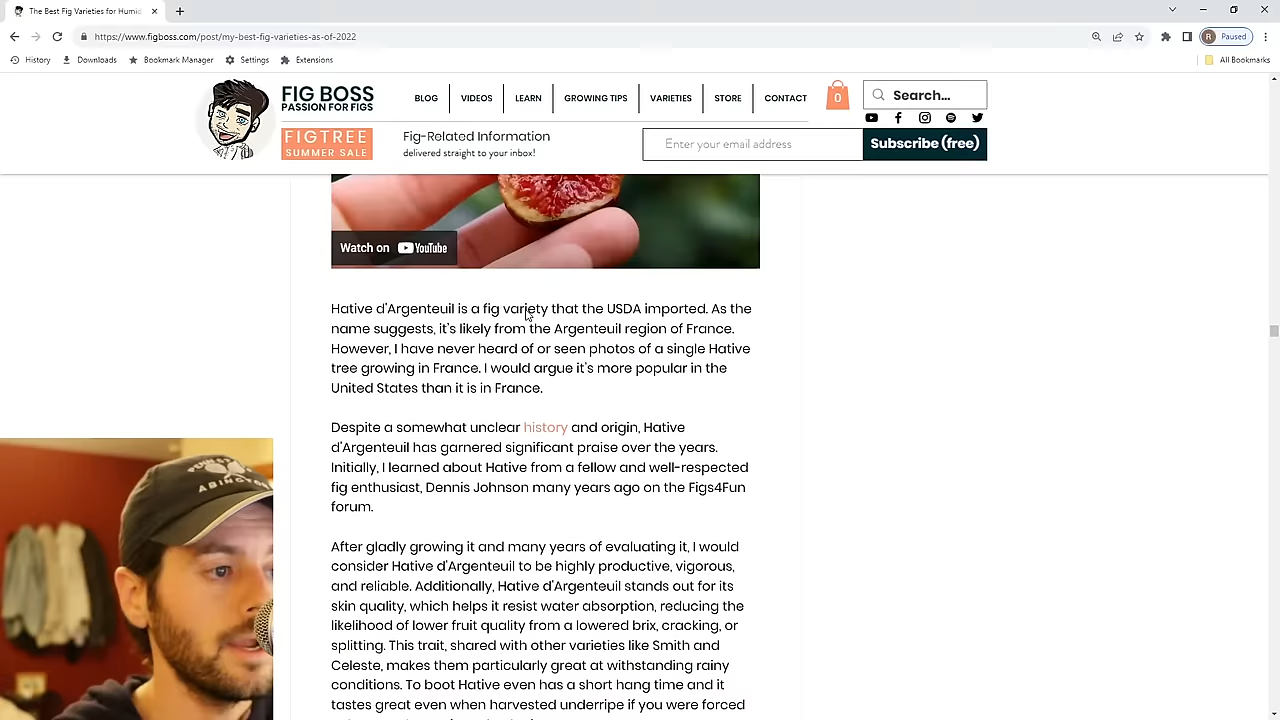 The Best Fig Varieties for Humid
https://www.figboss.com/post/my-best-fig-varieties-as-of-2022
R Paused
History Downloads Bookmark Manager Settings Extensions All Bookmarks
FIG BOSS
PASSION FOR FIGS
BLOG VIDEOS LEARN GROWING TIPS VARIETIES STORE CONTACT 0 Search...
FIGTREE
SUMMER SALE
Fig-Related Information
delivered straight to your inbox!
Enter your email address Subscribe (free)
Watch on YouTube
Hative d'Argenteuil is a fig variety that the USDA imported. As the
name suggests, it's likely from the Argenteuil region of France.
However, I have never heard of or seen photos of a single Hative
tree growing in France. I would argue it's more popular in the
United States than it is in France.
Despite a somewhat unclear history and origin, Hative
d'Argenteuil has garnered significant praise over the years.
Initially, I learned about Hative from a fellow and well-respected
fig enthusiast, Dennis Johnson many years ago on the Figs4Fun
forum.
After gladly growing it and many years of evaluating it, I would
consider Hative d'Argenteuil to be highly productive, vigorous,
and reliable. Additionally, Hative d'Argenteuil stands out for its
skin quality, which helps it resist water absorption, reducing the
likelihood of lower fruit quality from a lowered brix, cracking, or
splitting. This trait, shared with other varieties like Smith and
Celeste, makes them particularly great at withstanding rainy
conditions. To boot Hative even has a short hang time and it
tastes great even when harvested underripe if you were forced
ABINGTON